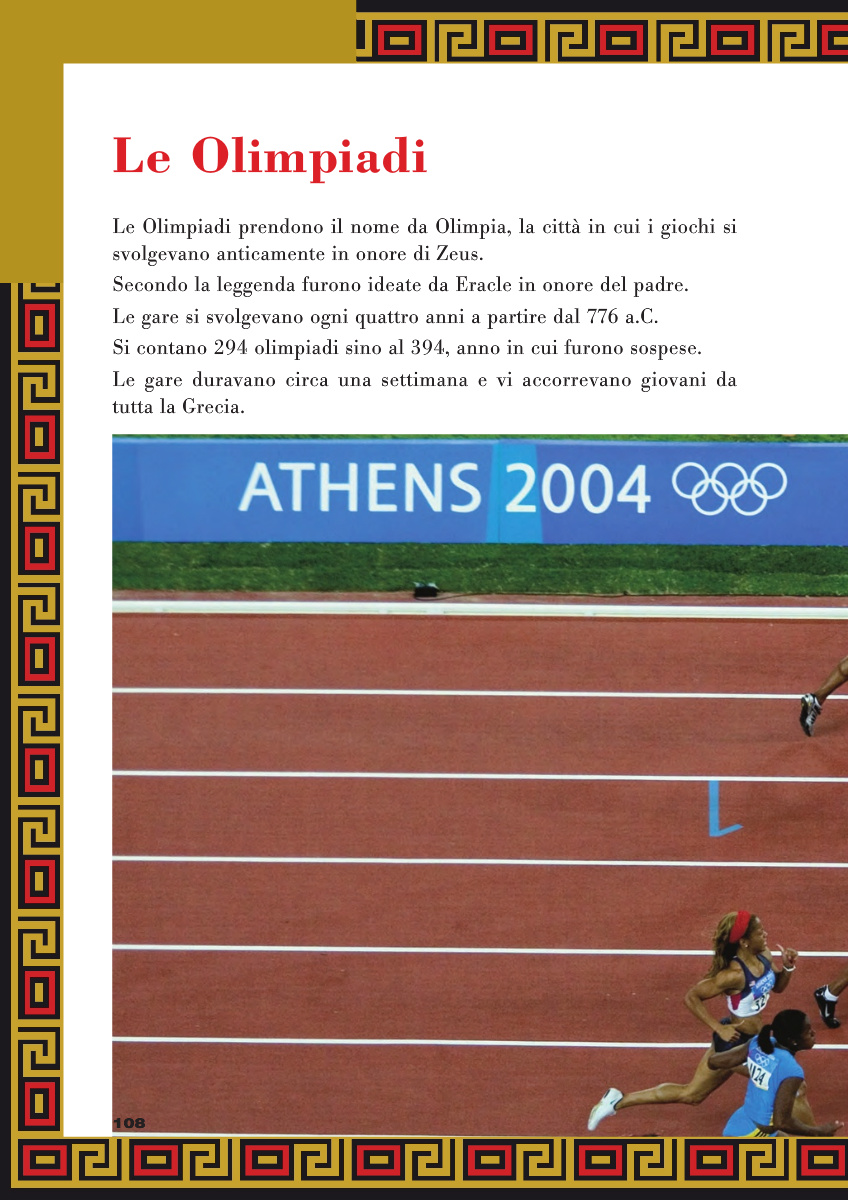 Le Olimpiadi
Le Olimpiadi prendono il nome da Olimpia, la città in cui i giochi si
svolgevano anticamente in onore di Zeus.
Secondo la leggenda furono ideate da Eracle in onore del padre.
Le gare si svolgevano ogni quattro anni a partire dal 776 a.C.
Si contano 294 olimpiadi sino al 394, anno in cui furono sospese.
Le gare duravano circa una settimana e vi accorrevano giovani da
tutta la Grecia.
ATHENS 2004
108